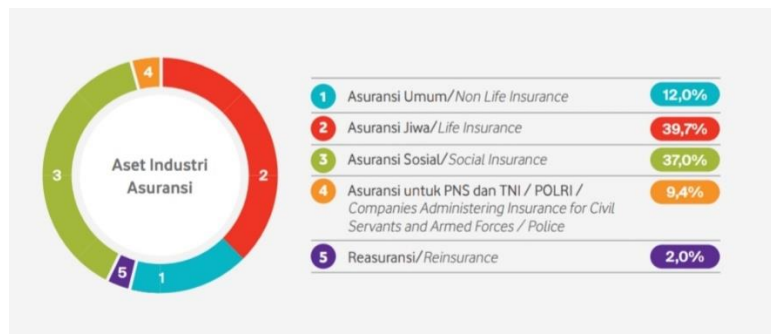 Aset Industri
Asuransi
1
2
3
4
5
1 Asuransi Umum/Non Life Insurance 12,0%
2 Asuransi Jiwa/Life Insurance 39,7%
3 Asuransi Sosial/Social Insurance 37,0%
4 Asuransi untuk PNS dan TNI / POLRI / 9,4%
Companies Administering Insurance for Civil
Servants and Armed Forces / Police
5 Reasuransi/Reinsurance 2,0%